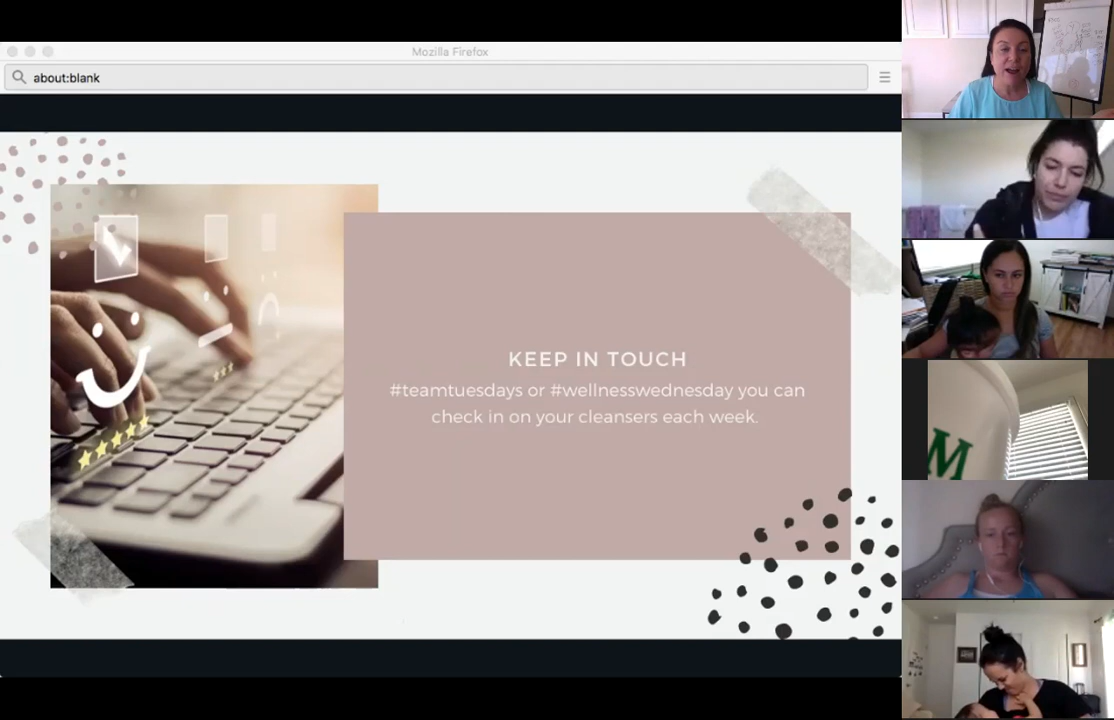 Mozilla Firefox
about:blank
KEEP IN TOUCH
#teamtuesdays or #wellnesswednesday you can
check in on your cleansers each week.
M